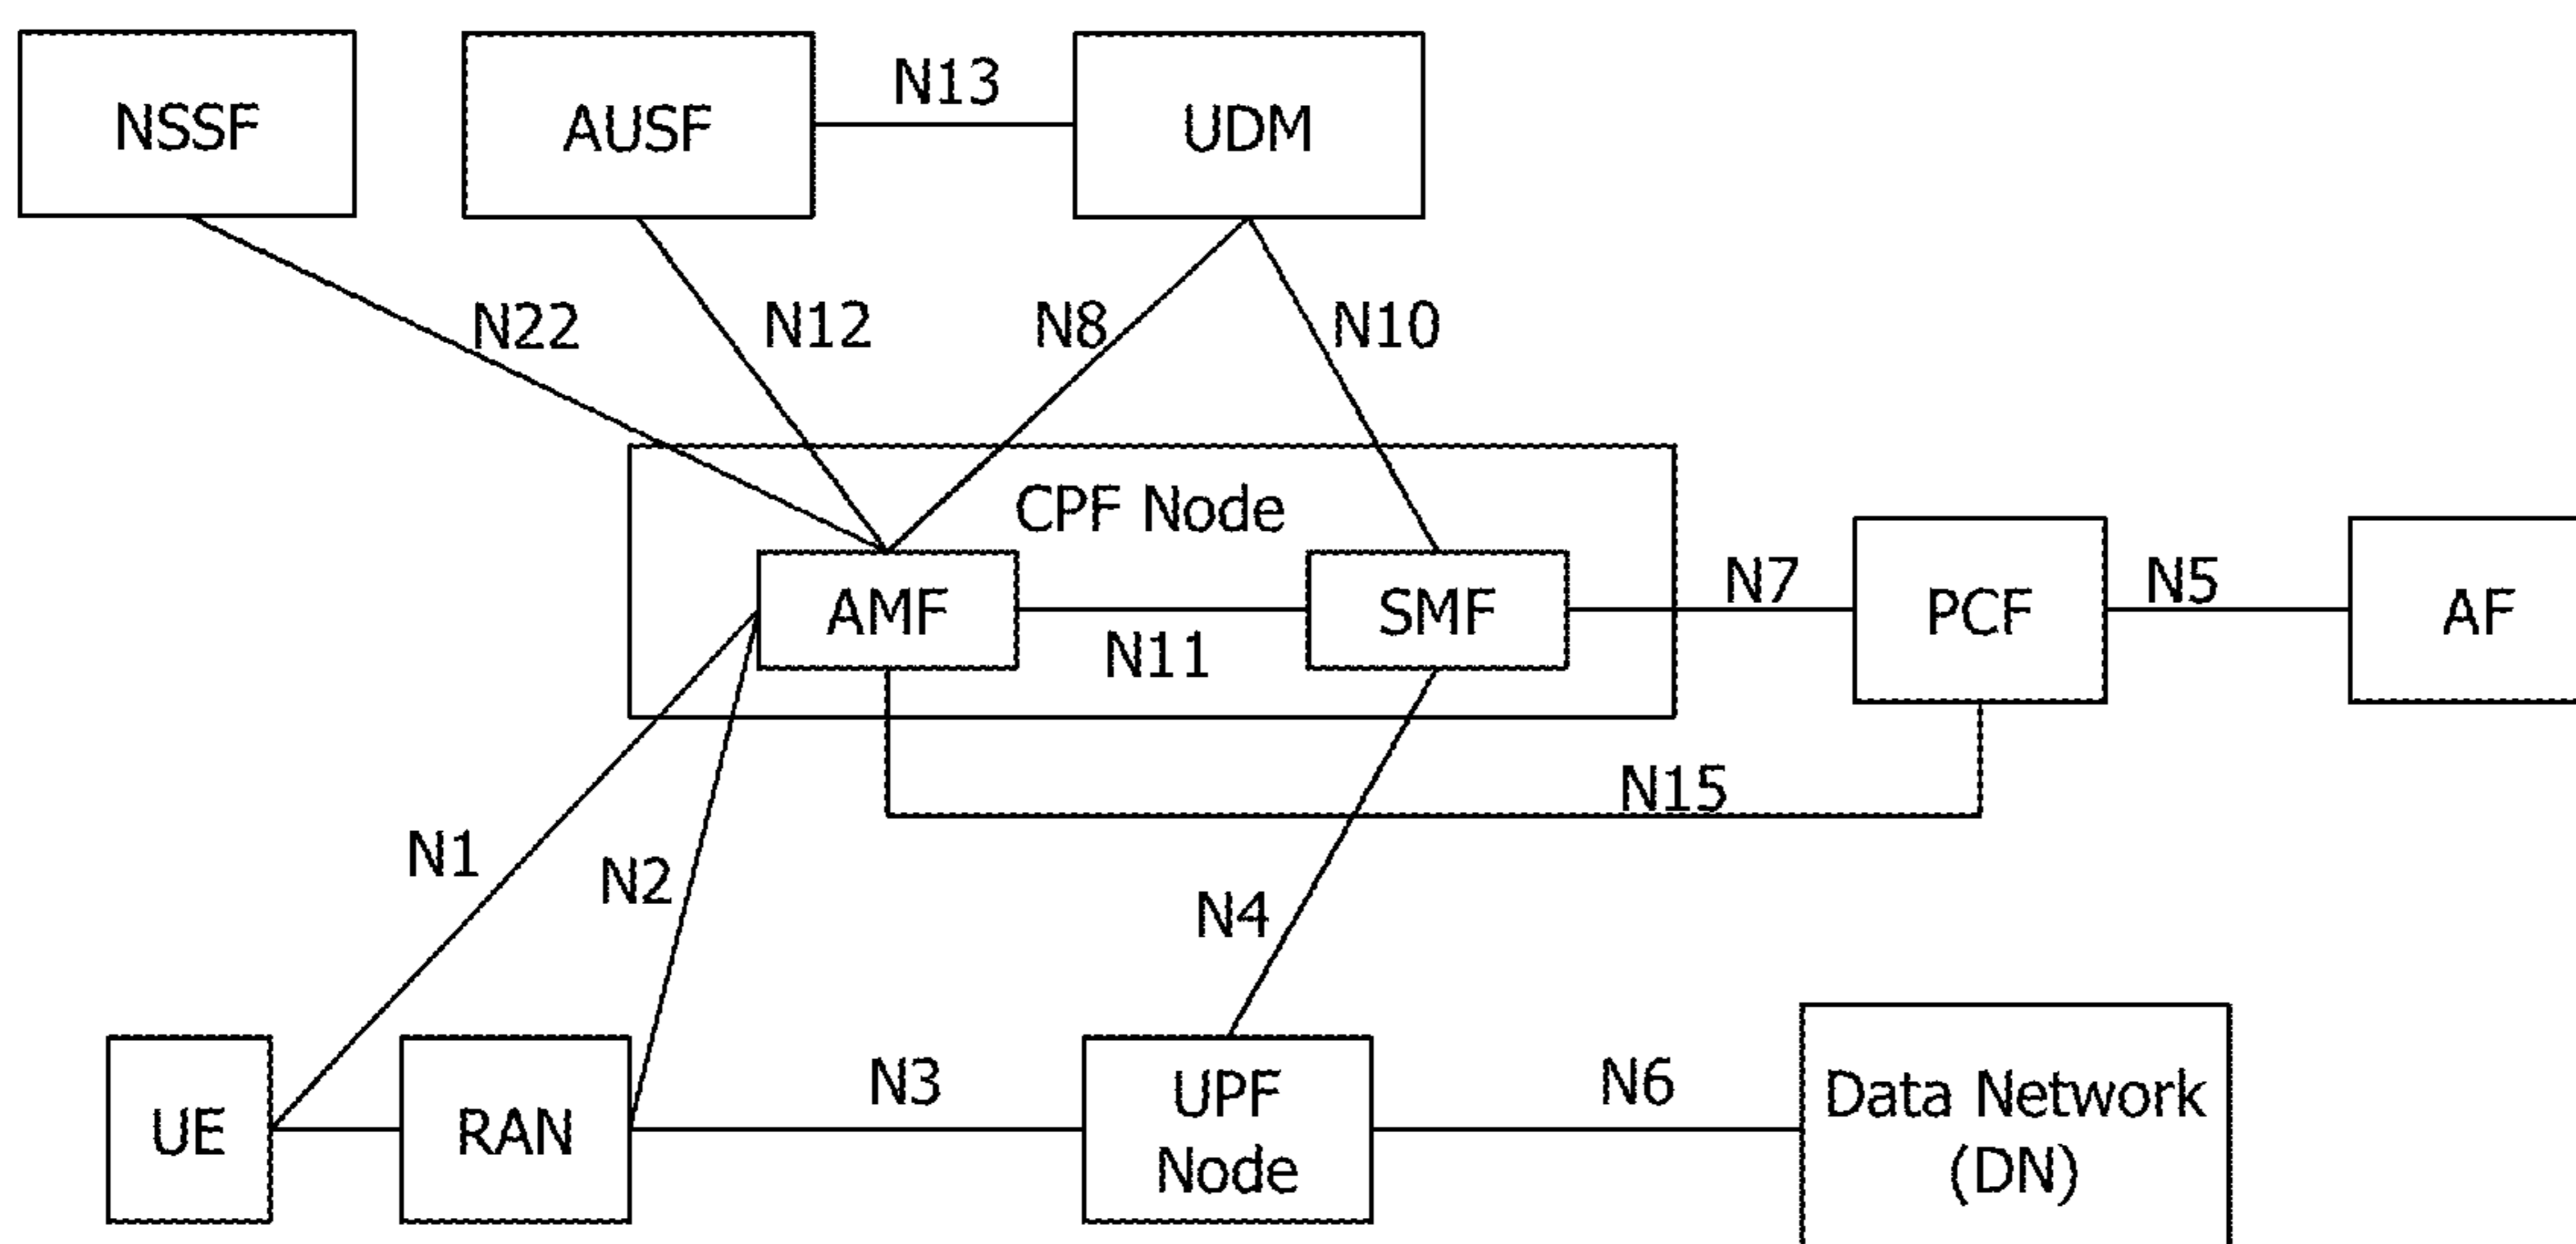 NSSF
AUSF
N13
UDM
N22
N12
N8
N10
CPF Node
AMF
N11
SMF
N7
PCF
N5
AF
N15
N1
N2
N4
UE
RAN
N3
UPF
Node
N6
Data Network
(DN)